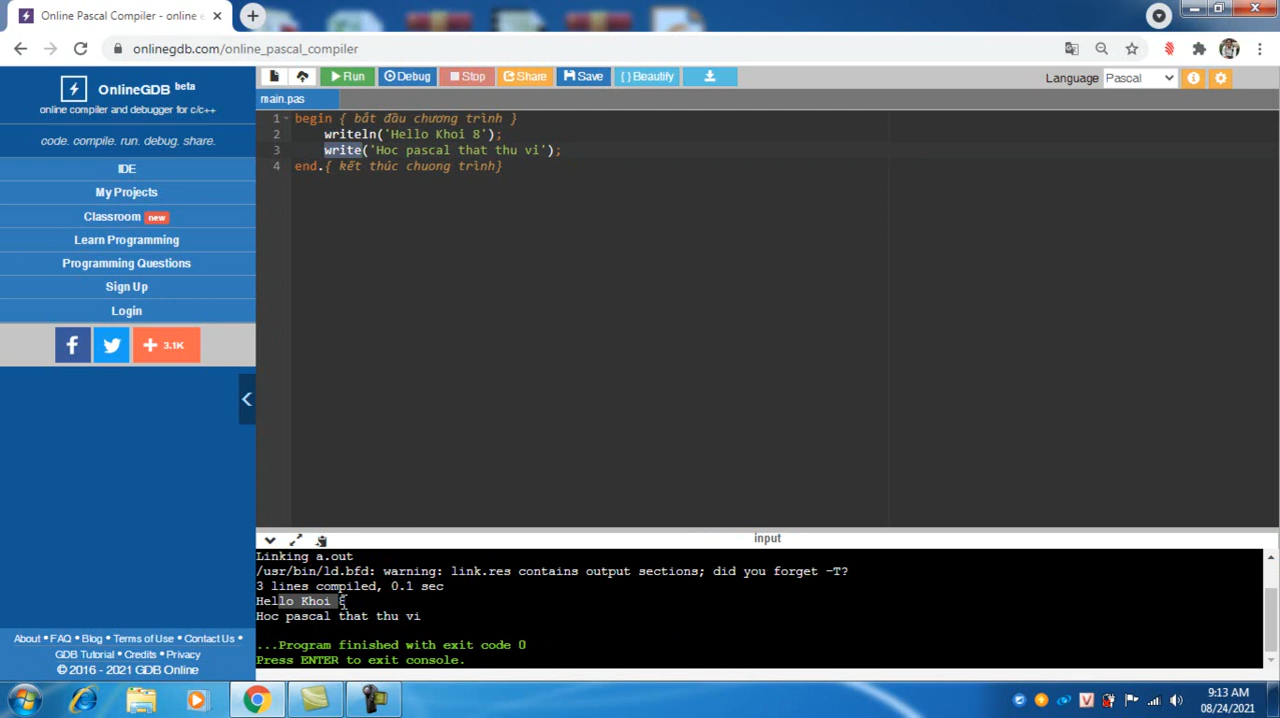 Online Pascal Compiler - online e
onlinegdb.com/online_pascal_compiler
OnlineGDB beta
online compiler and debugger for c/c++
code. compile. run. debug. share.
IDE
My Projects
Classroom new
Learn Programming
Programming Questions
Sign Up
Login
3.1K
About • FAQ • Blog • Terms of Use • Contact Us •
GDB Tutorial • Credits • Privacy
© 2016 - 2021 GDB Online
Run Debug Stop Share Save { } Beautify
Language Pascal
main.pas
1 begin { bắt đầu chương trình }
2 writeln('Hello Khoi 8');
3 write('Hoc pascal that thu vi');
4 end.{ kết thúc chuong trình}
input
Linking a.out
/usr/bin/ld.bfd: warning: link.res contains output sections; did you forget -T?
3 lines compiled, 0.1 sec
Hello Khoi 8
Hoc pascal that thu vi
...Program finished with exit code 0
Press ENTER to exit console.
9:13 AM
08/24/2021